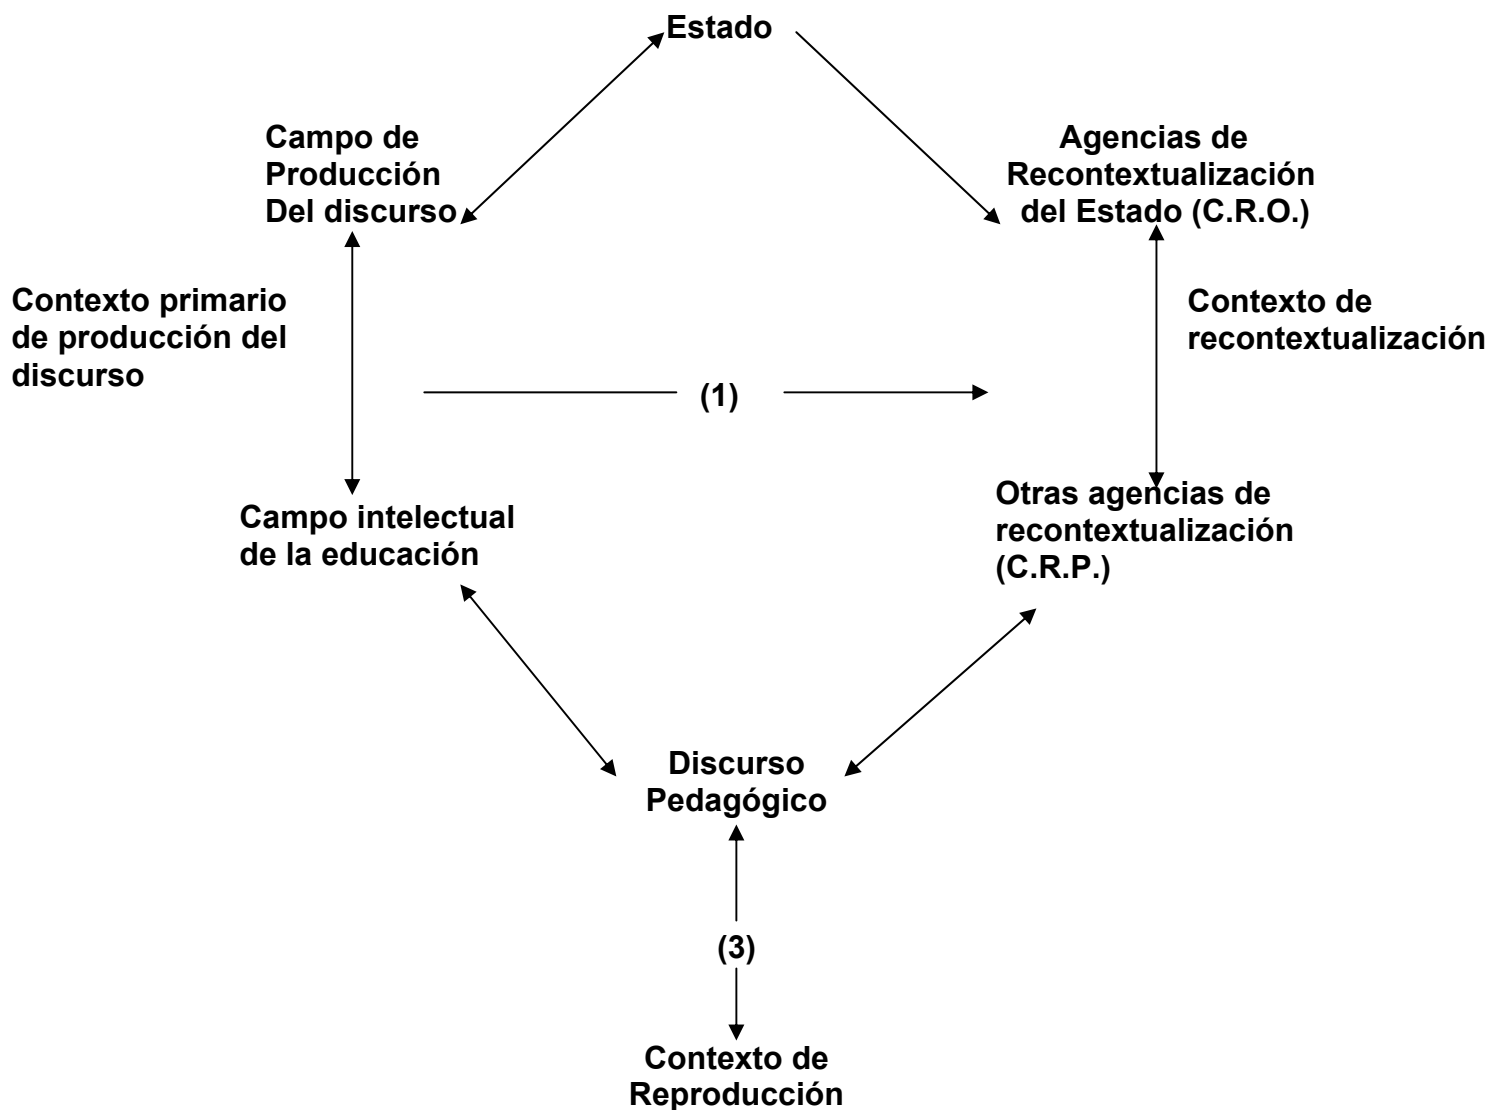 Estado
Campo de
Producción
Del discurso
Agencias de
Recontextualización
del Estado (C.R.O.)
Contexto primario
de producción del
discurso
Contexto de
recontextualización
(1)
Campo intelectual
de la educación
Otras agencias de
recontextualización
(C.R.P.)
Discurso
Pedagógico
(3)
Contexto de
Reproducción